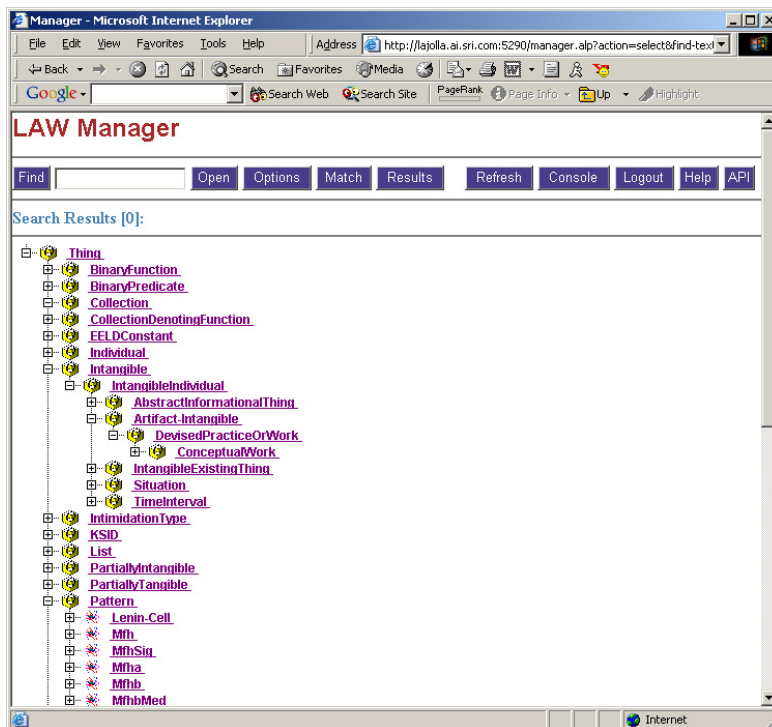 Manager - Microsoft Internet Explorer
File Edit View Favorites Tools Help Address http://lajolla.ai.sri.com:5290/manager.alp?action=select&find-tex
Back Search Favorites Media
Google Search Web Search Site PageRank Page Info Up Highlight
LAW Manager
Find Open Options Match Results Refresh Console Logout Help API
Search Results [0]:
Thing
BinaryFunction
BinaryPredicate
Collection
CollectionDenotingFunction
EELDConstant
Individual
Intangible
IntangibleIndividual
AbstractInformationalThing
Artifact-Intangible
DevisedPracticeOrWork
ConceptualWork
IntangibleExistingThing
Situation
TimeInterval
IntimidationType
KSID
List
PartiallyIntangible
PartiallyTangible
Pattern
Lenin-Cell
Mfh
MfhSig
Mfha
Mfhb
MfhbMed
Internet